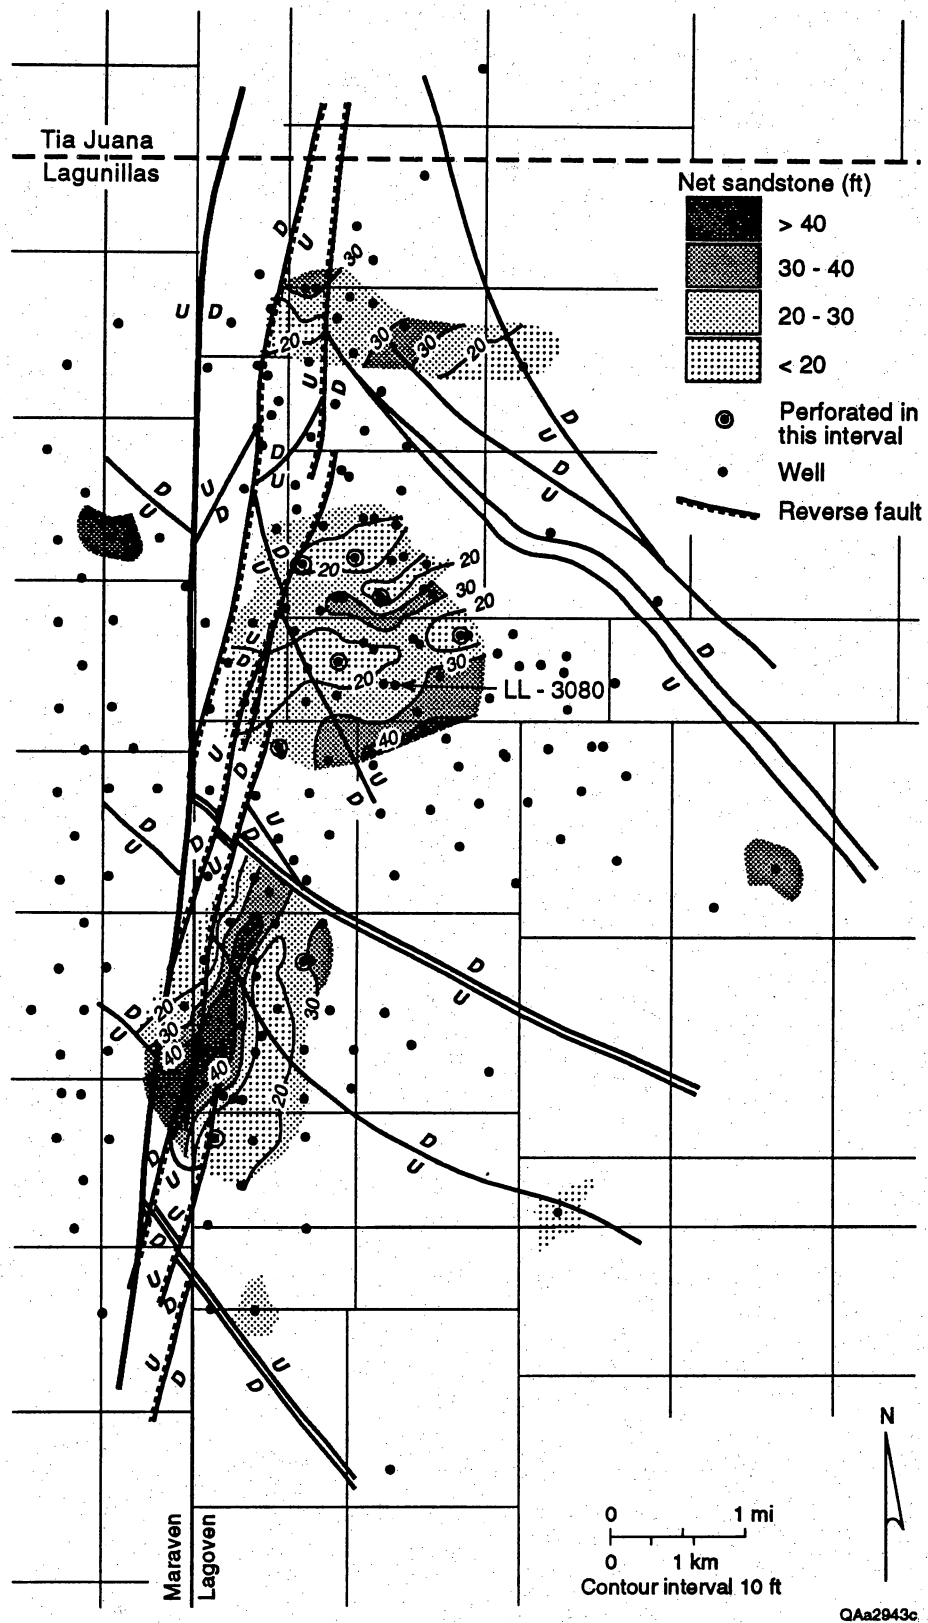 Tia Juana
Lagunillas
Net sandstone (ft)
> 40
30 - 40
20 - 30
< 20
Perforated in
this interval
Well
Reverse fault
D
U
30
U D
20
30
30
20
U D
D
U
D
U
D
U
D
U
U
D
D
U
20
20
30
20
U
D
30
20
LL - 3080
D
U
40
U
D
U
D
D
U
U
D
D
U
D
U
30
D
U
20
30
40
40
20
D
U
D
U
U
D
U
D
U
D
U
D
N
0 1 mi
0 1 km
Contour interval 10 ft
Maraven
Lagoven
QAa2943c